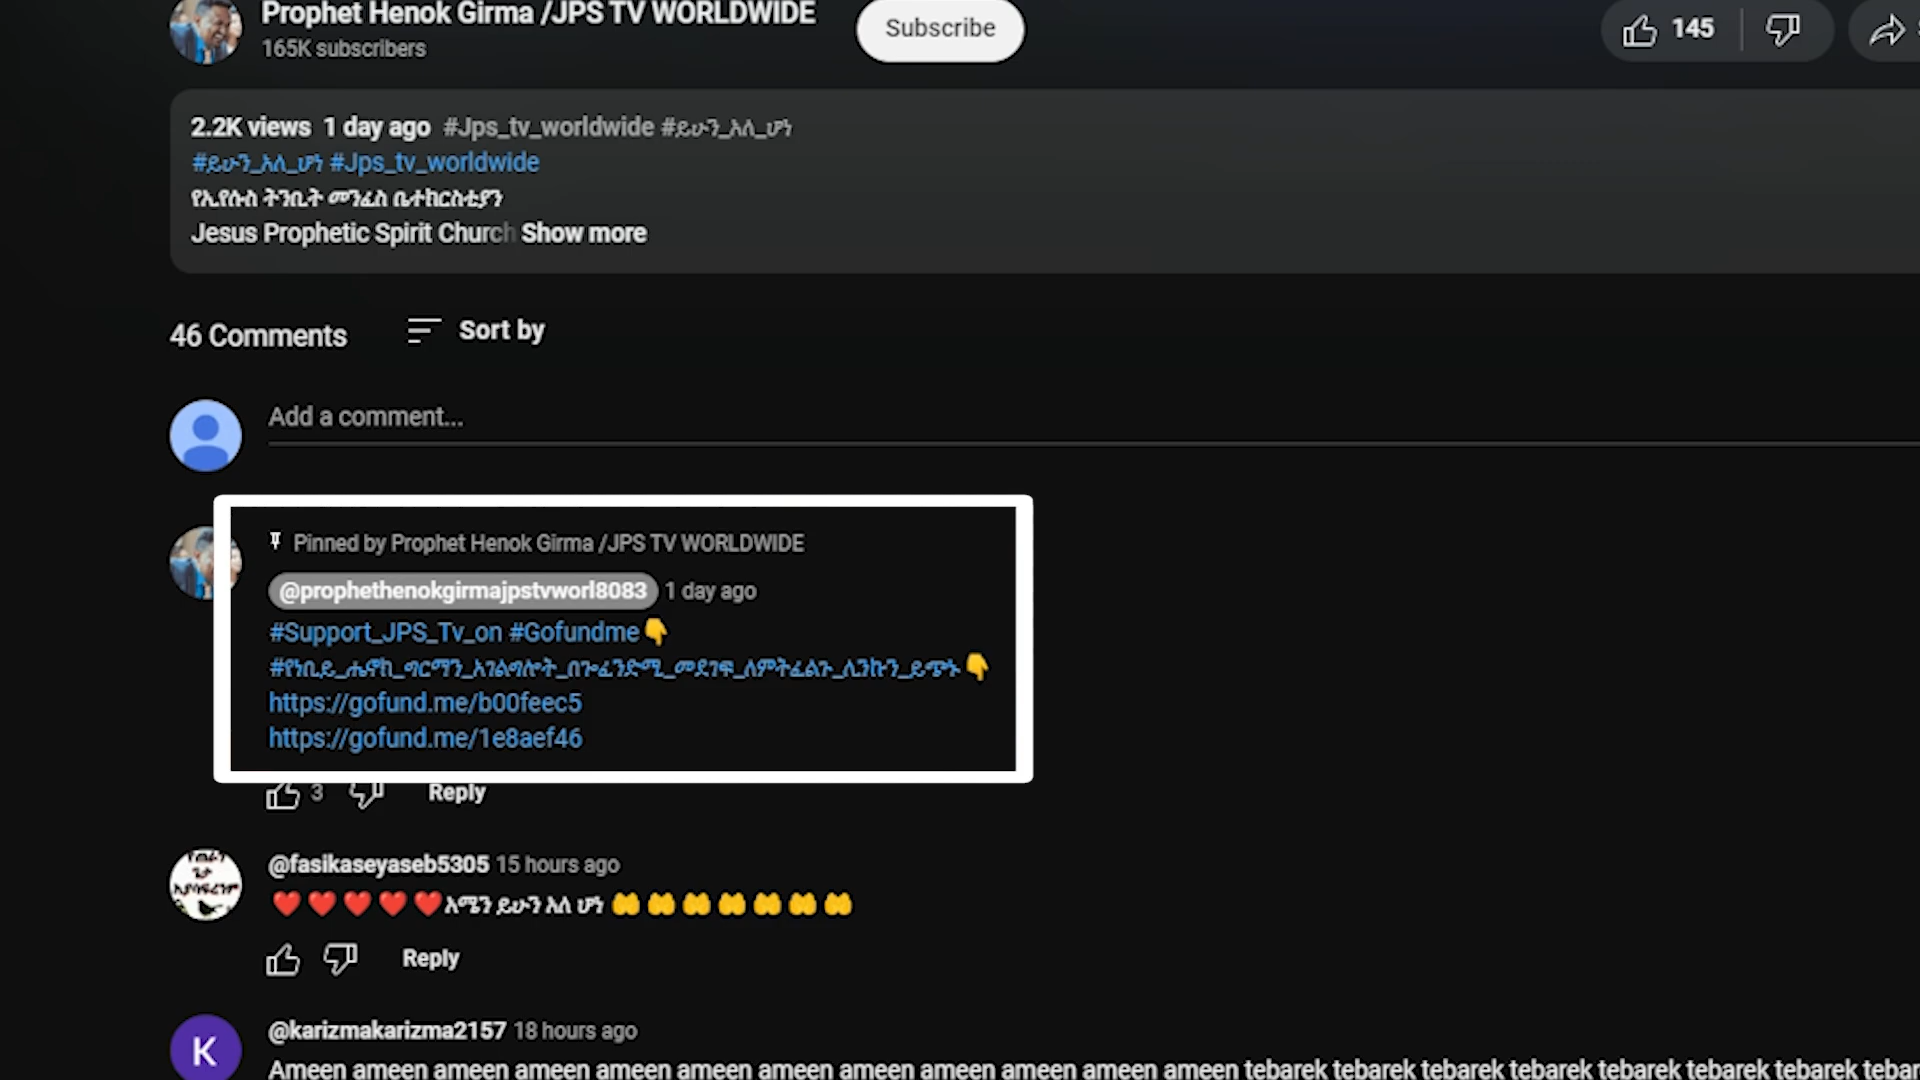 Prophet Henok Girma /JPS TV WORLDWIDE
165K subscribers
Subscribe
145
2.2K views 1 day ago #Jps_tv_worldwide #ይሁን_አለ_ሆነ
#ይሁን_አለ_ሆነ #Jps_tv_worldwide
የኢየሱስ ትንቢት መንፈስ ቤተክርስቲያን
Jesus Prophetic Spirit Church Show more
46 Comments
Sort by
Add a comment...
Pinned by Prophet Henok Girma /JPS TV WORLDWIDE
@prophethenokgirmajpstvworl8083 1 day ago
#Support_JPS_Tv_on #Gofundme👇
#የነቢይ_ሔኖክ_ግርማን_አገልግሎት_በጐፈንድሚ_መደገፍ_ለምትፈልጉ_ሊንኩን_ይጭኑ👇
https://gofund.me/b00feec5
https://gofund.me/1e8aef46
3 Reply
@fasikaseyaseb5305 15 hours ago
❤️❤️❤️❤️❤️አሜን ይሁን አለ ሆነ 🤲🤲🤲🤲🤲🤲🤲
Reply
K
@karizmakarizma2157 18 hours ago
Ameen ameen ameen ameen ameen ameen ameen ameen ameen ameen ameen ameen tebarek tebarek tebarek tebarek tebarek tebarek tebarek